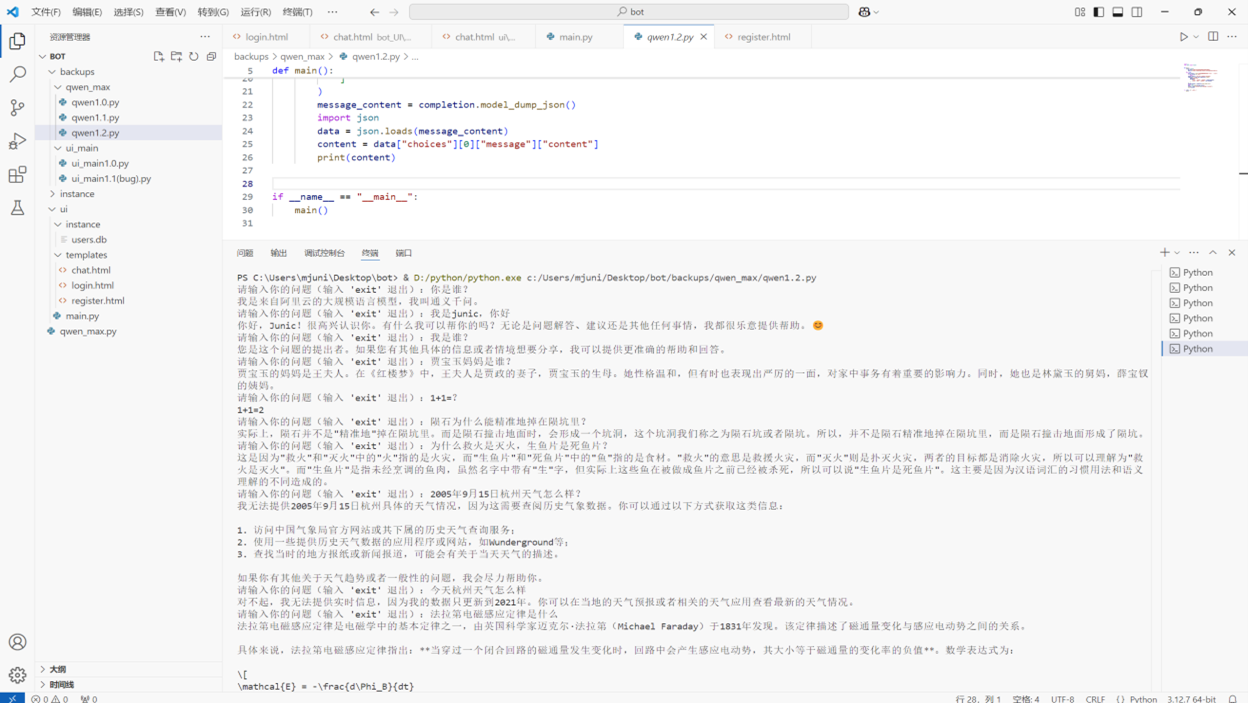 文件(F) 编辑(E) 选择(S) 查看(V) 转到(G) 运行(R) 终端(T) ··· bot
资源管理器 ···
login.html chat.html bot_UI\... chat.html ui\... main.py qwen1.2.py register.html
BOT
backups
qwen_max
qwen1.0.py
qwen1.1.py
qwen1.2.py
ui_main
ui_main1.0.py
ui_main1.1(bug).py
instance
ui
instance
users.db
templates
chat.html
login.html
register.html
main.py
qwen_max.py
大纲
时间线
backups > qwen_max > qwen1.2.py > ...
5 def main():
20 ]
21 )
22 message_content = completion.model_dump_json()
23 import json
24 data = json.loads(message_content)
25 content = data["choices"][0]["message"]["content"]
26 print(content)
27
28
29 if __name__ == "__main__":
30 main()
31
问题 输出 调试控制台 终端 端口
PS C:\Users\mjuni\Desktop\bot> & D:/python/python.exe c:/Users/mjuni/Desktop/bot/backups/qwen_max/qwen1.2.py
请输入你的问题（输入 'exit' 退出）：你是谁?
我是来自阿里云的大规模语言模型，我叫通义千问。
请输入你的问题（输入 'exit' 退出）：我是junic，你好
你好，Junic！很高兴认识你。有什么我可以帮你的吗？无论是问题解答、建议还是其他任何事情，我都很乐意提供帮助。😊
请输入你的问题（输入 'exit' 退出）：我是谁?
您是这个问题的提出者。如果您有其他具体的信息或者情境想要分享，我可以提供更准确的帮助和回答。
请输入你的问题（输入 'exit' 退出）：贾宝玉妈妈是谁?
贾宝玉的妈妈是王夫人。在《红楼梦》中，王夫人是贾政的妻子，贾宝玉的生母。她性格温和，但有时也表现出严厉的一面，对家中事务有着重要的影响力。同时，她也是林黛玉的舅妈，薛宝钗
的姨妈。
请输入你的问题（输入 'exit' 退出）：1+1=?
1+1=2
请输入你的问题（输入 'exit' 退出）：陨石为什么能精准地掉在陨坑里?
实际上，陨石并不是"精准地"掉在陨坑里。而是陨石撞击地面时，会形成一个坑洞，这个坑洞我们称之为陨石坑或者陨坑。所以，并不是陨石精准地掉在陨坑里，而是陨石撞击地面形成了陨坑。
请输入你的问题（输入 'exit' 退出）：为什么救火是灭火，生鱼片是死鱼片?
这是因为"救火"和"灭火"中的"火"指的是火灾，而"生鱼片"和"死鱼片"中的"鱼"指的是食材。"救火"的意思是救援火灾，而"灭火"则是扑灭火灾，两者的目标都是消除火灾，所以可以理解为"救
火是灭火"。而"生鱼片"是指未经烹调的鱼肉，虽然名字中带有"生"字，但实际上这些鱼在被做成鱼片之前已经被杀死，所以可以说"生鱼片是死鱼片"。这主要是因为汉语词汇的习惯用法和语义
理解的不同造成的。
请输入你的问题（输入 'exit' 退出）：2005年9月15日杭州天气怎么样?
我无法提供2005年9月15日杭州具体的天气情况，因为这需要查阅历史气象数据。你可以通过以下方式获取这类信息：
1. 访问中国气象局官方网站或其下属的历史天气查询服务；
2. 使用一些提供历史天气数据的应用程序或网站，如Wunderground等；
3. 查找当时的地方报纸或新闻报道，可能会有关于当天天气的描述。
如果你有其他关于天气趋势或者一般性的问题，我会尽力帮助你。
请输入你的问题（输入 'exit' 退出）：今天杭州天气怎么样
对不起，我无法提供实时信息，因为我的数据只更新到2021年。你可以在当地的天气预报或者相关的天气应用查看最新的天气情况。
请输入你的问题（输入 'exit' 退出）：法拉第电磁感应定律是什么
法拉第电磁感应定律是电磁学中的基本定律之一，由英国科学家迈克尔·法拉第（Michael Faraday）于1831年发现。该定律描述了磁通量变化与感应电动势之间的关系。
具体来说，法拉第电磁感应定律指出：**当穿过一个闭合回路的磁通量发生变化时，回路中会产生感应电动势，其大小等于磁通量的变化率的负值**。数学表达式为：
\[
\mathcal{E} = -\frac{d\Phi_B}{dt}
Python
Python
Python
Python
Python
Python
0 0 0 行 28，列 1 空格: 4 UTF-8 CRLF {} Python 3.12.7 64-bit